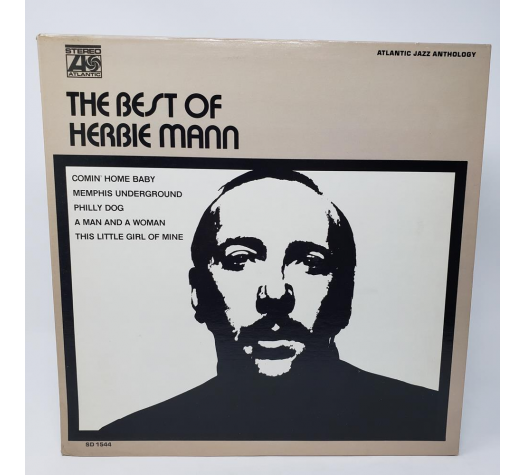 STEREO
ATLANTIC
ATLANTIC JAZZ ANTHOLOGY
THE BEST OF
HERBIE MANN
COMIN' HOME BABY
MEMPHIS UNDERGROUND
PHILLY DOG
A MAN AND A WOMAN
THIS LITTLE GIRL OF MINE
SD 1544